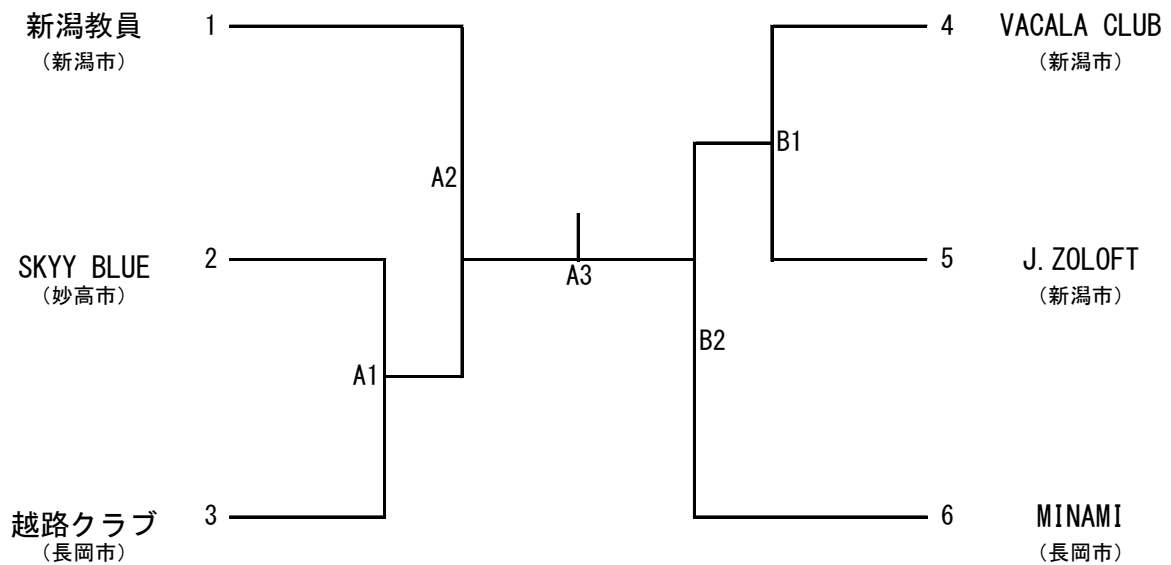 新潟教員
(新潟市)
1
4
VACALA CLUB
(新潟市)
A2
B1
SKYY BLUE
(妙高市)
2
A3
5
J.ZOLOFT
(新潟市)
A1
B2
越路クラブ
(長岡市)
3
6
MINAMI
(長岡市)